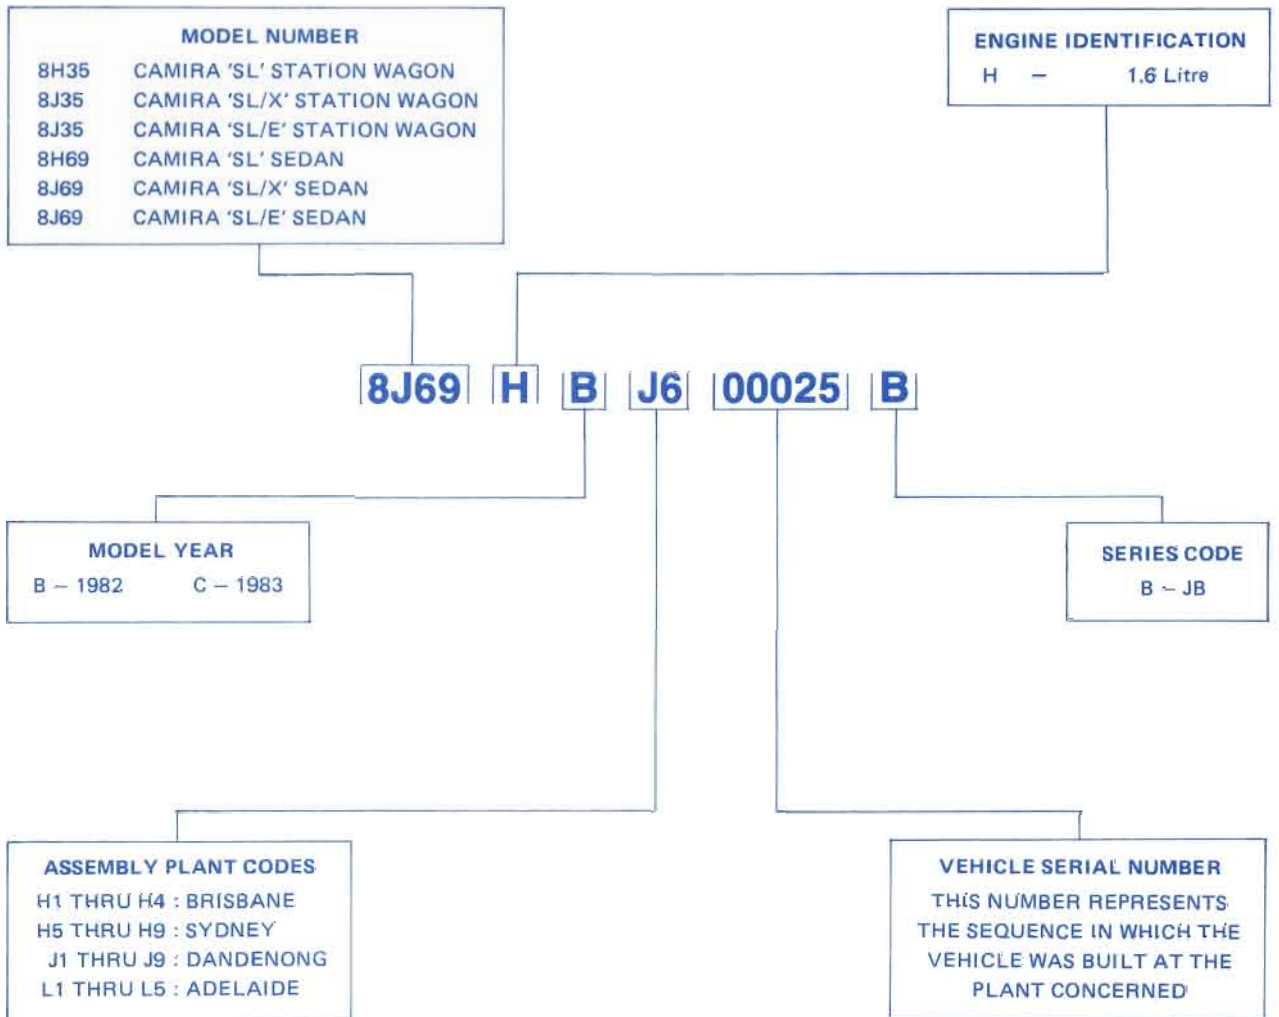 MODEL NUMBER
8H35 CAMIRA 'SL' STATION WAGON
8J35 CAMIRA 'SL/X' STATION WAGON
8J35 CAMIRA 'SL/E' STATION WAGON
8H69 CAMIRA 'SL' SEDAN
8J69 CAMIRA 'SL/X' SEDAN
8J69 CAMIRA 'SL/E' SEDAN
ENGINE IDENTIFICATION
H – 1.6 Litre
8J69 H B J6 00025 B
MODEL YEAR
B – 1982 C – 1983
SERIES CODE
B – JB
ASSEMBLY PLANT CODES
H1 THRU H4 : BRISBANE
H5 THRU H9 : SYDNEY
J1 THRU J9 : DANDENONG
L1 THRU L5 : ADELAIDE
VEHICLE SERIAL NUMBER
THIS NUMBER REPRESENTS
THE SEQUENCE IN WHICH THE
VEHICLE WAS BUILT AT THE
PLANT CONCERNED